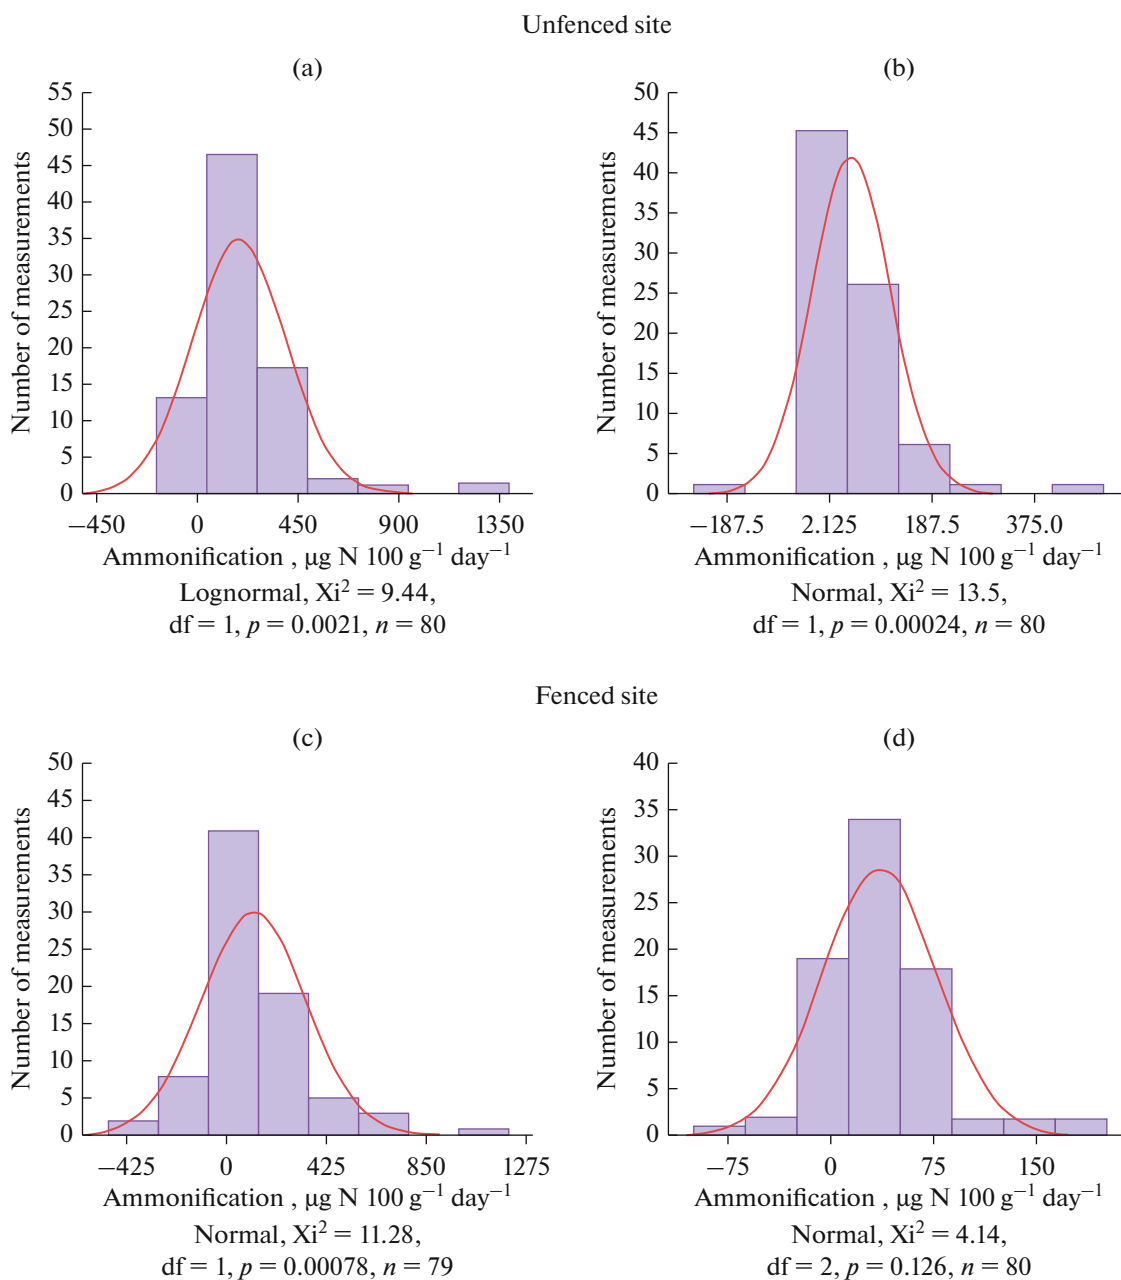 Unfenced site
(a)
55
50
45
40
35
30
25
20
15
10
5
0
Number of measurements
−450 0 450 900 1350
Ammonification , μg N 100 g⁻¹ day⁻¹
Lognormal, Xi² = 9.44,
df = 1, p = 0.0021, n = 80
(b)
50
45
40
35
30
25
20
15
10
5
0
Number of measurements
−187.5 2.125 187.5 375.0
Ammonification , μg N 100 g⁻¹ day⁻¹
Normal, Xi² = 13.5,
df = 1, p = 0.00024, n = 80
Fenced site
(c)
50
45
40
35
30
25
20
15
10
5
0
Number of measurements
−425 0 425 850 1275
Ammonification , μg N 100 g⁻¹ day⁻¹
Normal, Xi² = 11.28,
df = 1, p = 0.00078, n = 79
(d)
40
35
30
25
20
15
10
5
0
Number of measurements
−75 0 75 150
Ammonification , μg N 100 g⁻¹ day⁻¹
Normal, Xi² = 4.14,
df = 2, p = 0.126, n = 80